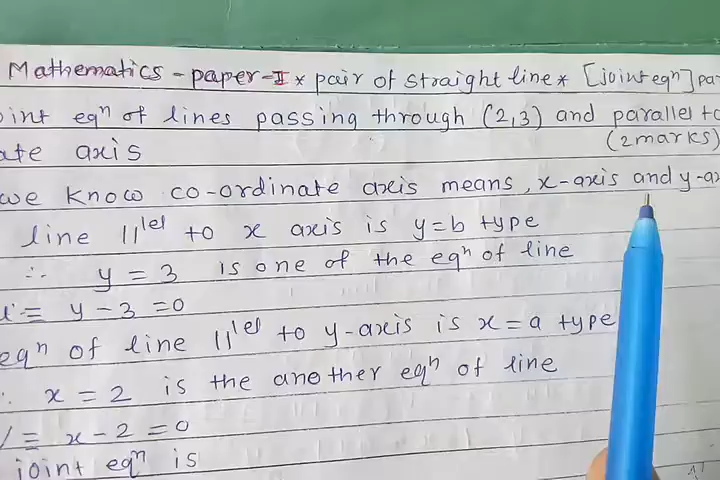 Mathematics - paper - I * pair of straight line * [joint eqn] pa
oint eqn of lines passing through (2,3) and parallel to
ate axis (2 marks)
we know co-ordinate axis means, x-axis and y-ax
line ||lel to x axis is y=b type
∴ y = 3 is one of the eqn of line
y - 3 = 0
eqn of line ||lel to y-axis is x = a type
∴ x = 2 is the another eqn of line
x - 2 = 0
joint eqn is